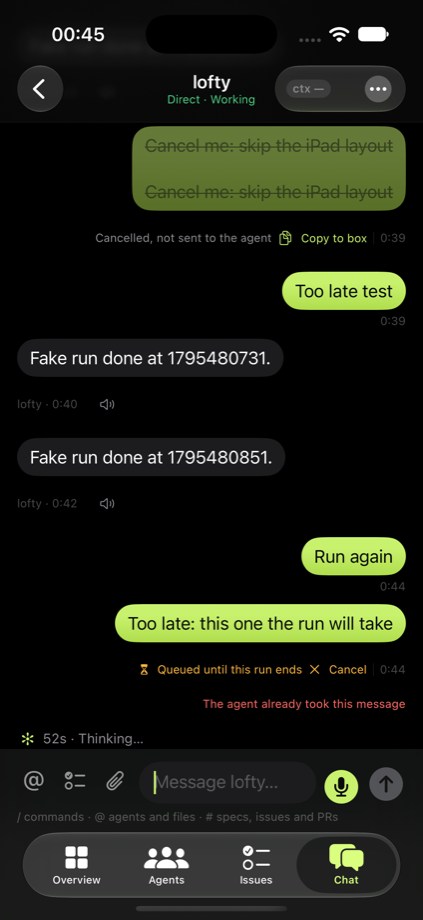 00:45
lofty
Direct · Working
ctx —
Cancel me: skip the iPad layout
Cancel me: skip the iPad layout
Cancelled, not sent to the agent Copy to box 0:39
Too late test
0:39
Fake run done at 1795480731.
lofty · 0:40
Fake run done at 1795480851.
lofty · 0:42
Run again
0:44
Too late: this one the run will take
Queued until this run ends Cancel 0:44
The agent already took this message
52s · Thinking...
Message lofty...
/ commands · @ agents and files · # specs, issues and PRs
Overview Agents Issues Chat